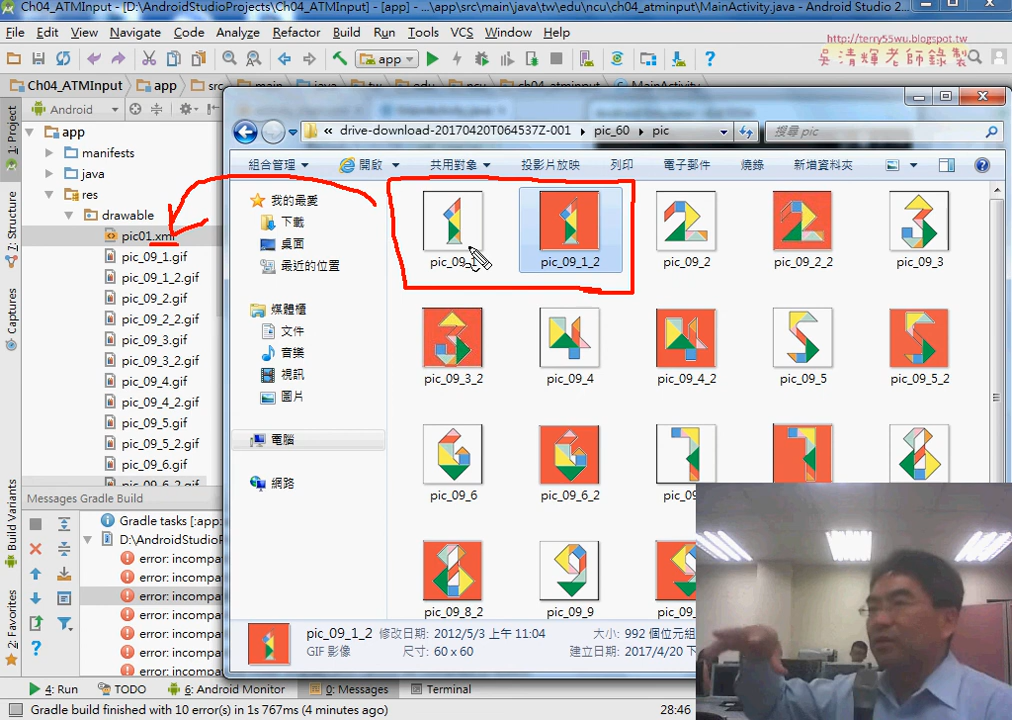 Ch04_ATMInput - [D:\AndroidStudioProjects\Ch04_ATMInput] - [app] - ...\app\src\main\java\tw\edu\ncu\ch04_atminput\MainActivity.java - Android Studio 2...
File Edit View Navigate Code Analyze Refactor Build Run Tools VCS Window Help
http://terry55wu.blogspot.tw
吳清輝老師錄製
app
Ch04_ATMInput app src main java tw edu ncu ch04_atminput MainActivity
1: Project
7: Structure
Captures
Build Variants
2: Favorites
Android
app
manifests
java
res
drawable
pic01.xml
pic_09_1.gif
pic_09_1_2.gif
pic_09_2.gif
pic_09_2_2.gif
pic_09_3.gif
pic_09_3_2.gif
pic_09_4.gif
pic_09_4_2.gif
pic_09_5.gif
pic_09_5_2.gif
pic_09_6.gif
pic_09_6_2.gif
Messages Gradle Build
Gradle tasks [:app:
D:\AndroidStudioP
error: incompa
error: incompa
error: incompa
error: incompa
error: incompa
error: incompa
« drive-download-20170420T064537Z-001 pic_60 pic
搜尋 pic
組合管理 開啟 共用對象 投影片放映 列印 電子郵件 燒錄 新增資料夾
我的最愛
下載
桌面
最近的位置
媒體櫃
文件
音樂
視訊
圖片
電腦
網路
pic_09_1 pic_09_1_2 pic_09_2 pic_09_2_2 pic_09_3
pic_09_3_2 pic_09_4 pic_09_4_2 pic_09_5 pic_09_5_2
pic_09_6 pic_09_6_2 pic_09
pic_09_8_2 pic_09_9 pic_09
pic_09_1_2 修改日期: 2012/5/3 上午 11:04 大小: 992 個位元組
GIF 影像 尺寸: 60 x 60 建立日期: 2017/4/20 下
4: Run TODO 6: Android Monitor 0: Messages Terminal
Gradle build finished with 10 error(s) in 1s 767ms (4 minutes ago) 28:46